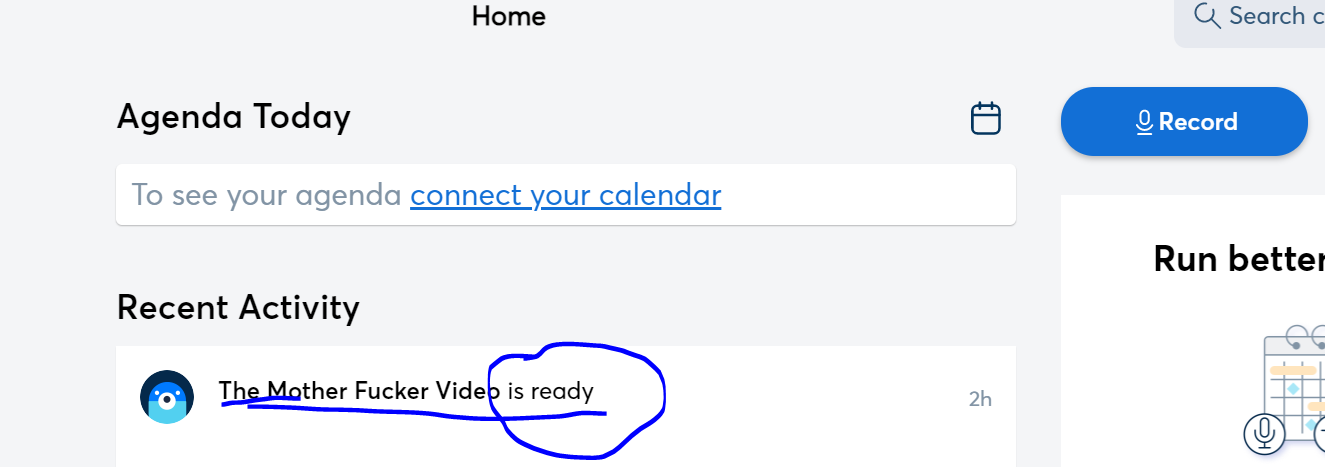 Home
Search c
Agenda Today
Record
To see your agenda connect your calendar
Run better
Recent Activity
The Mother Fucker Video is ready
2h